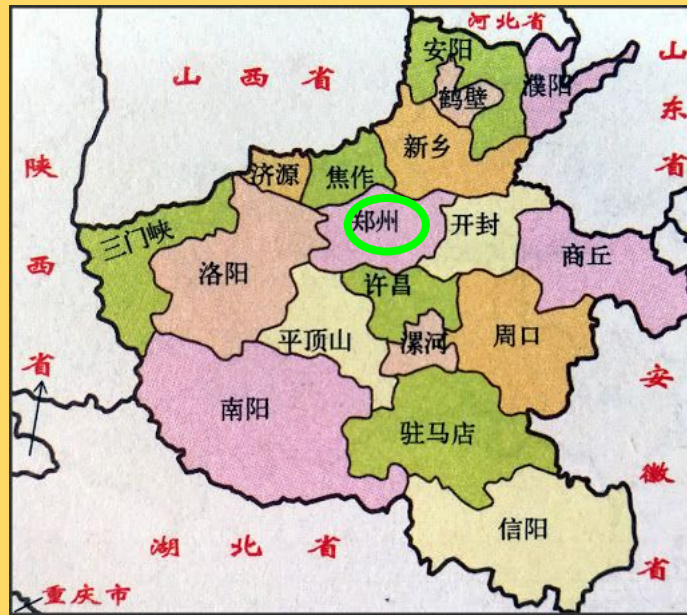 河北省
安阳
山西省
鹤壁
濮阳
山东省
新乡
济源
焦作
陕西省
三门峡
郑州
开封
洛阳
商丘
许昌
平顶山
漯河
周口
南阳
驻马店
安徽省
信阳
湖北省
重庆市